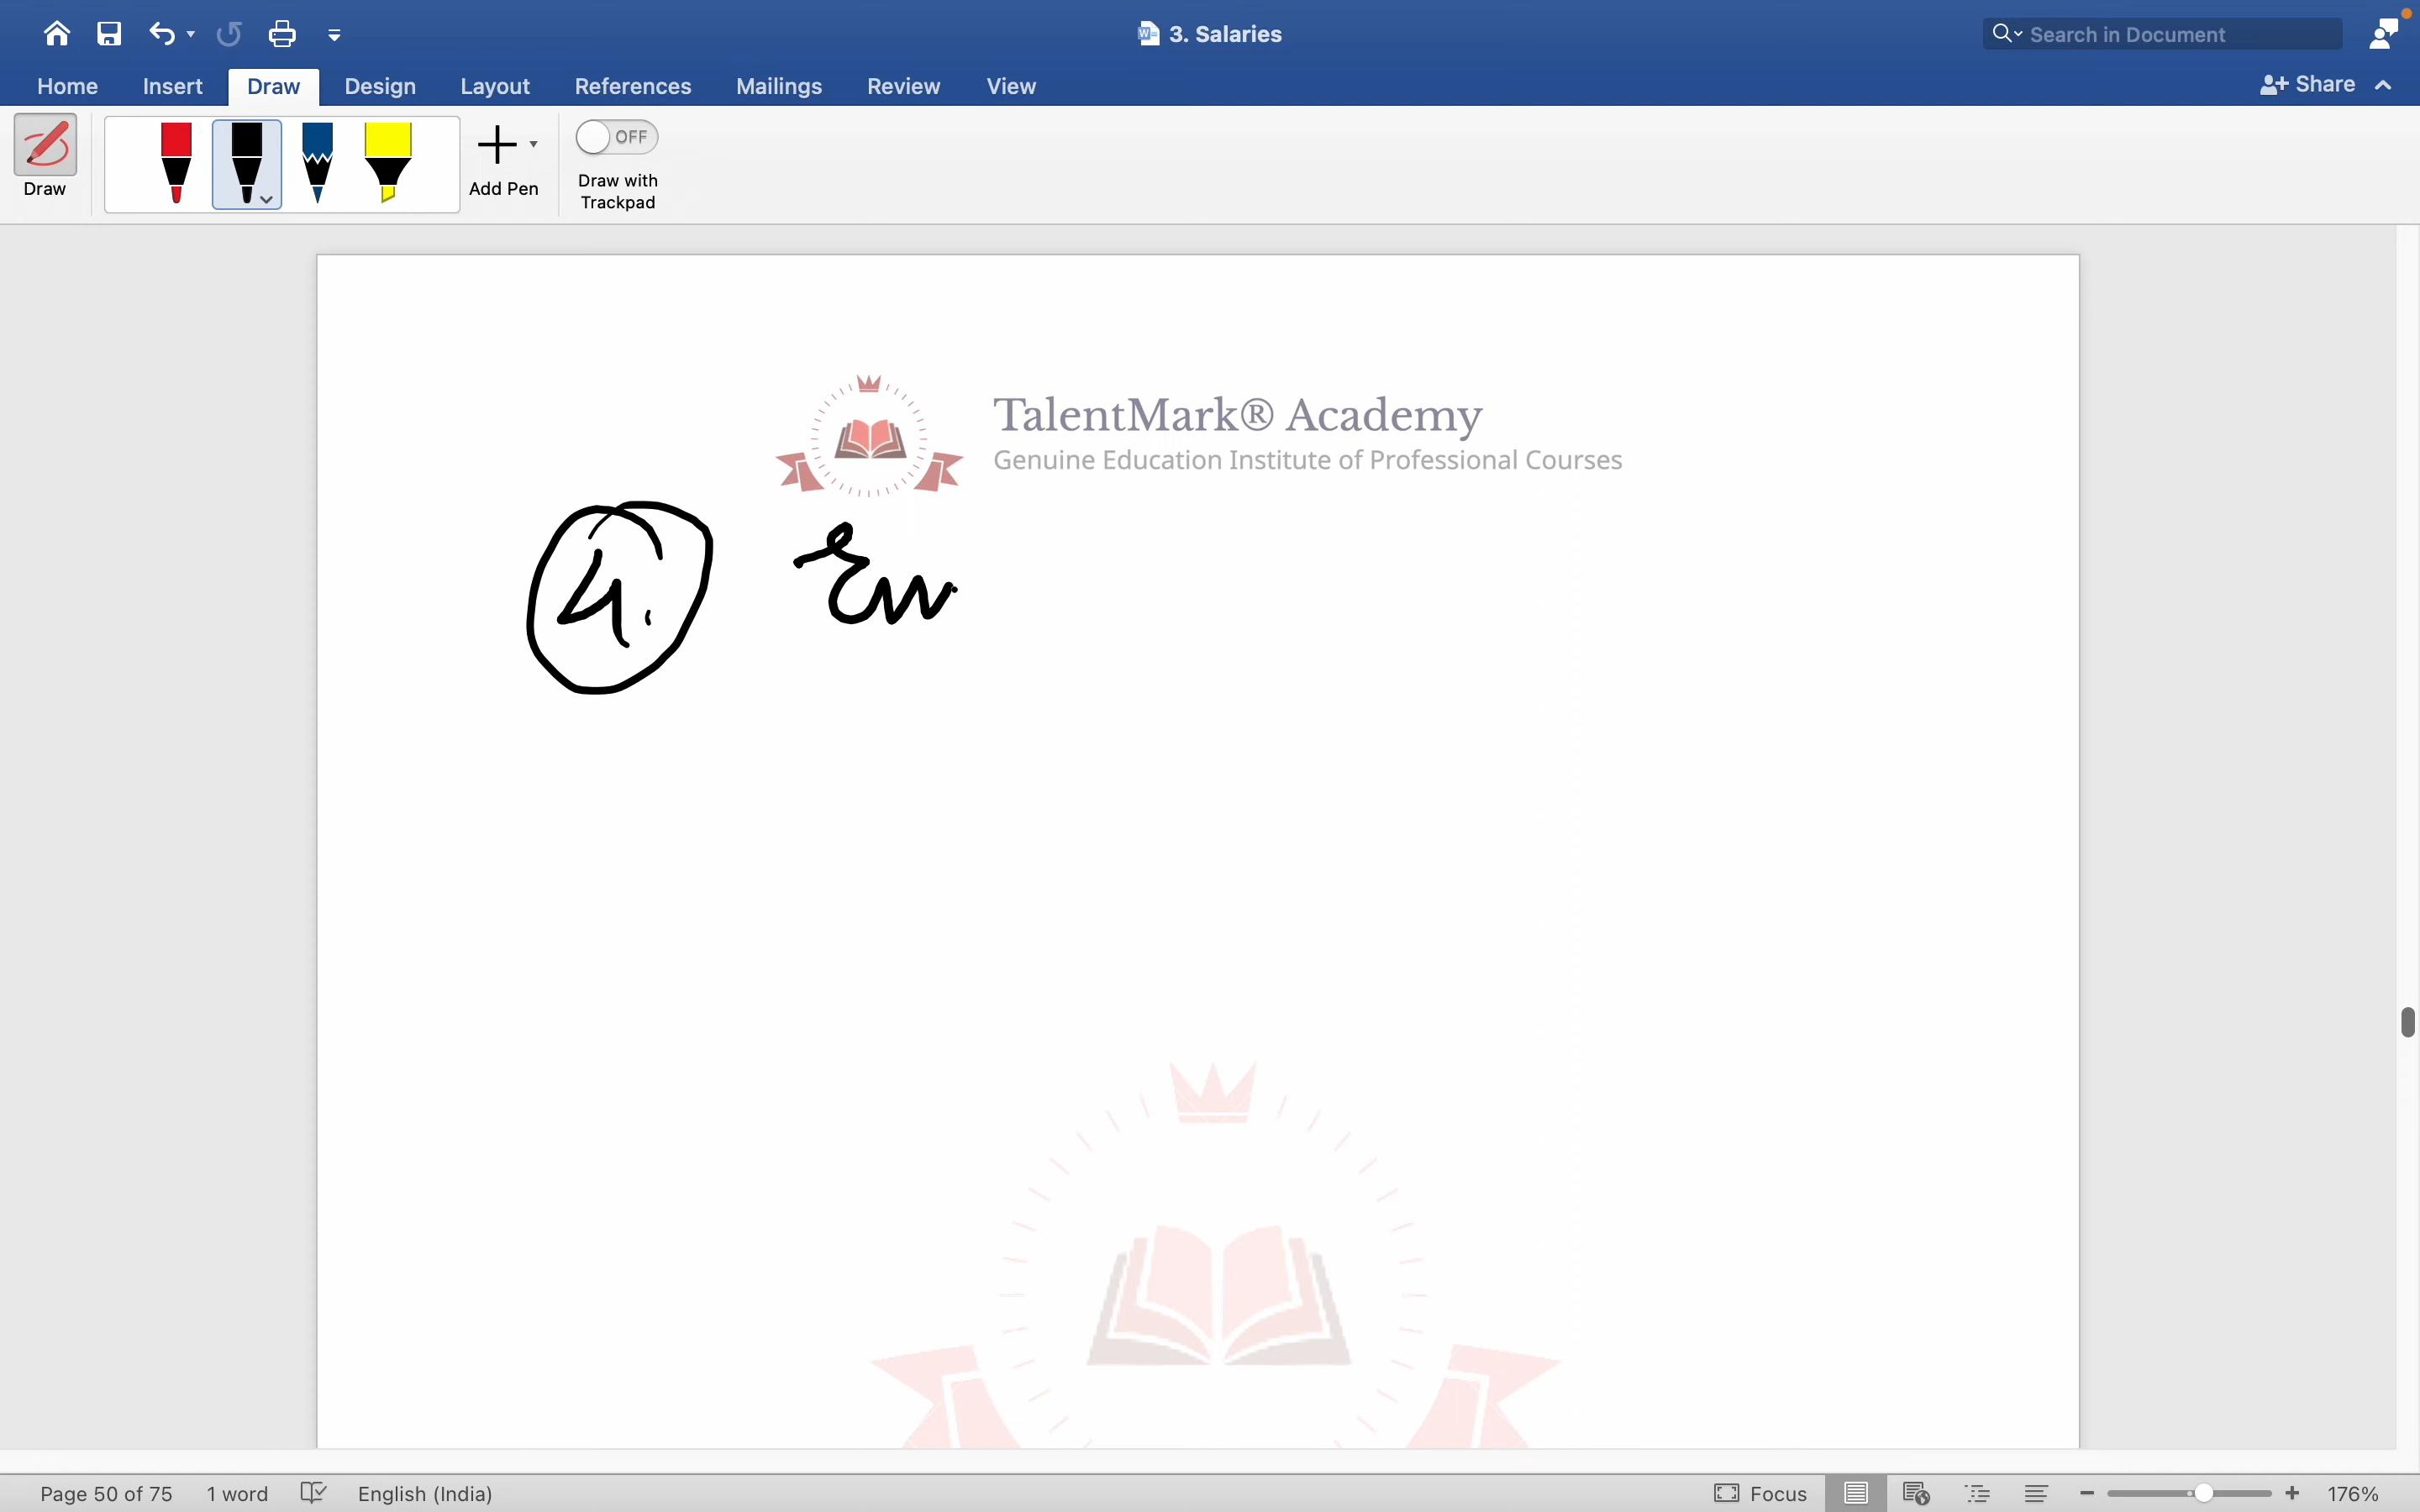 3. Salaries
Search in Document
Home Insert Draw Design Layout References Mailings Review View
Share
Draw
Add Pen
OFF
Draw with
Trackpad
TalentMark® Academy
Genuine Education Institute of Professional Courses
4.
Page 50 of 75 1 word English (India)
Focus
176%